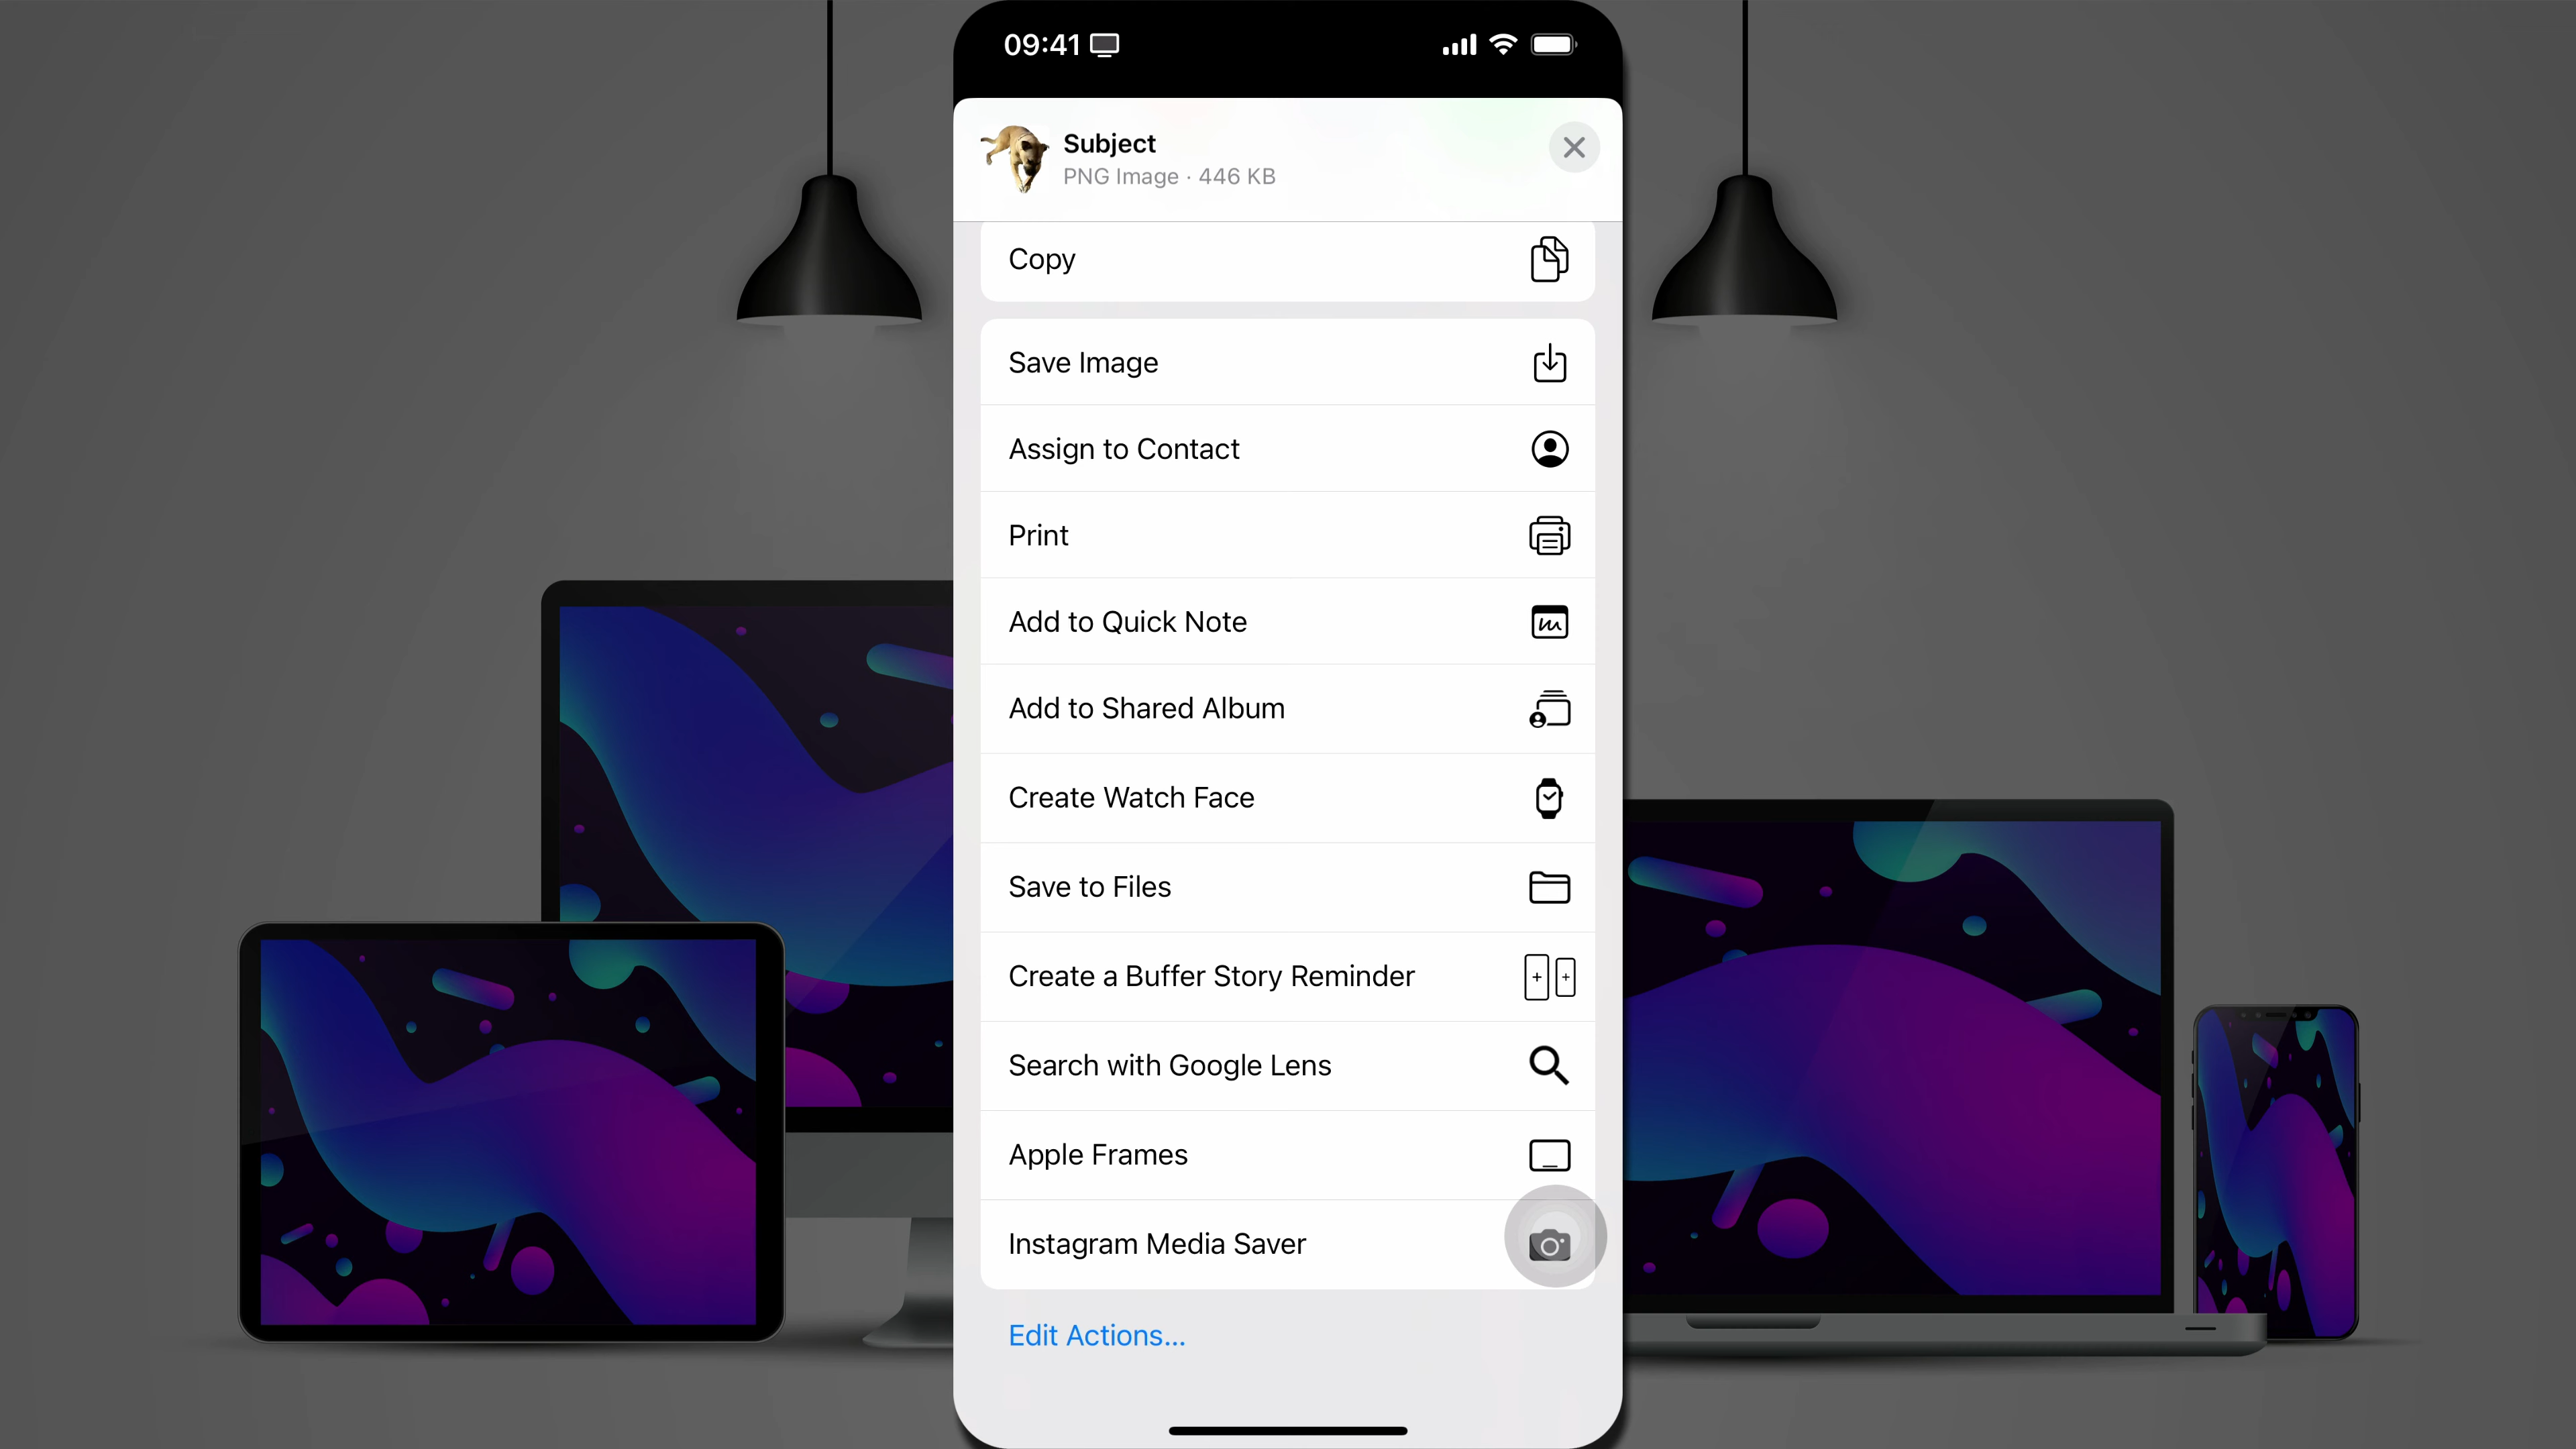 09:41
Subject
PNG Image · 446 KB
Copy
Save Image
Assign to Contact
Print
Add to Quick Note
Add to Shared Album
Create Watch Face
Save to Files
Create a Buffer Story Reminder
Search with Google Lens
Apple Frames
Instagram Media Saver
Edit Actions...